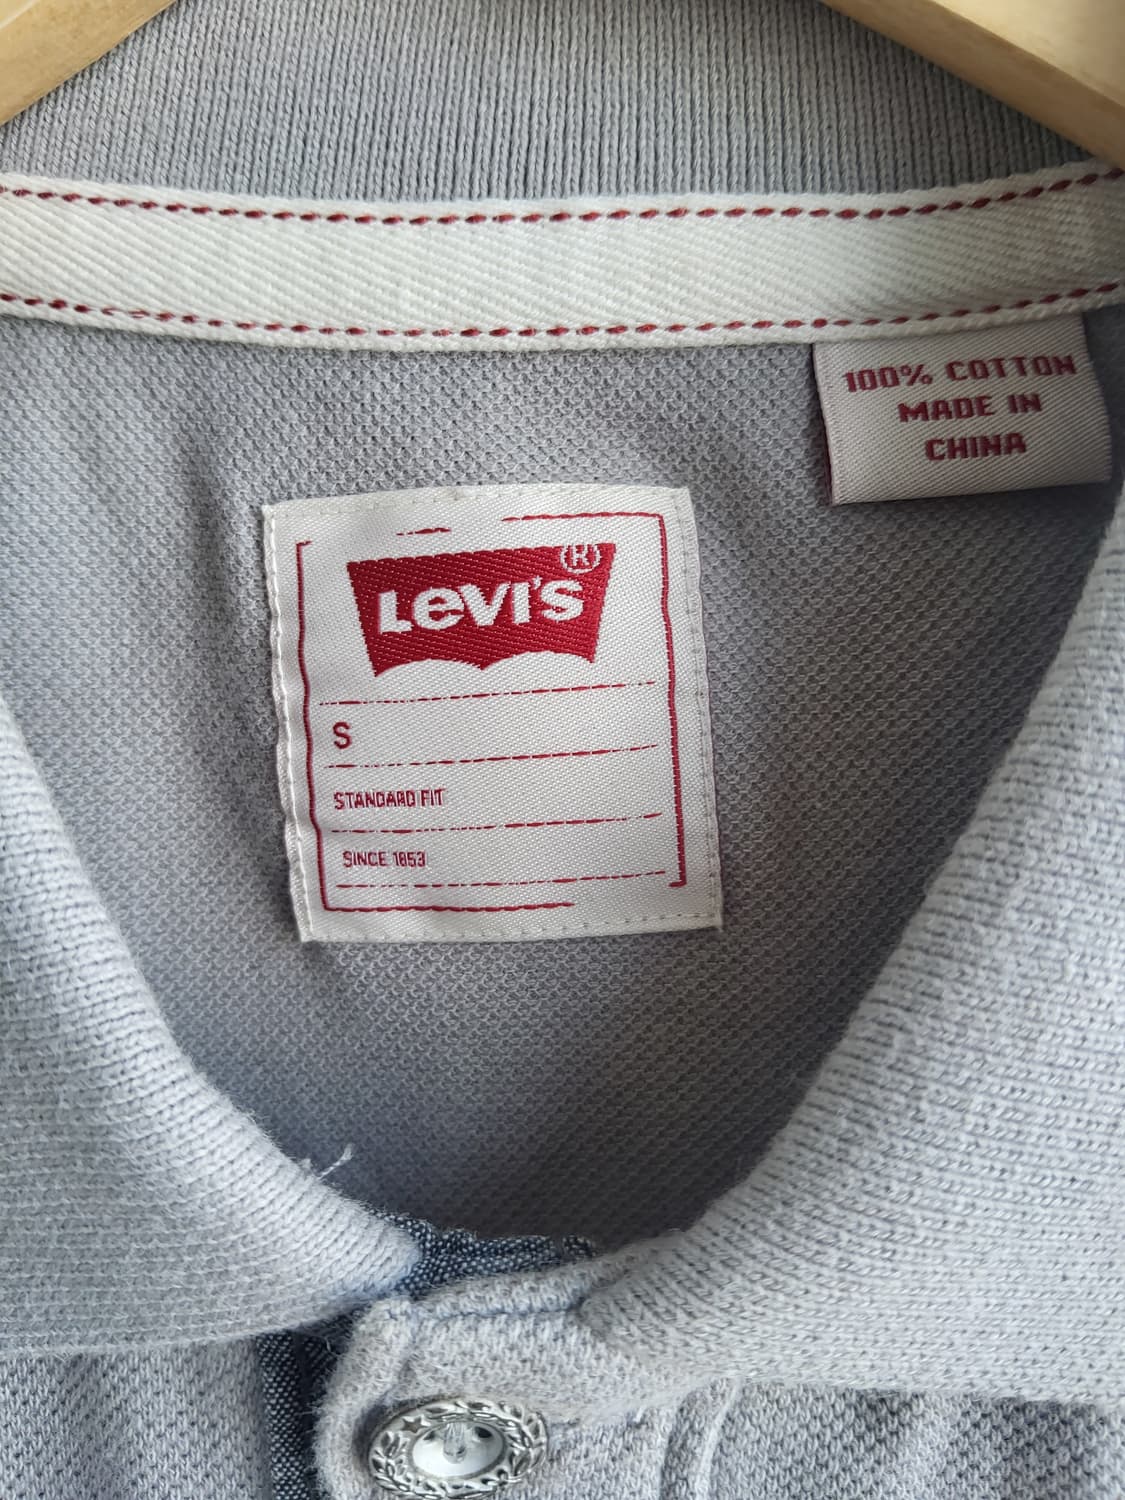 100% COTTON
MADE IN
CHINA
LEVI'S®
S
STANDARD FIT
SINCE 1853